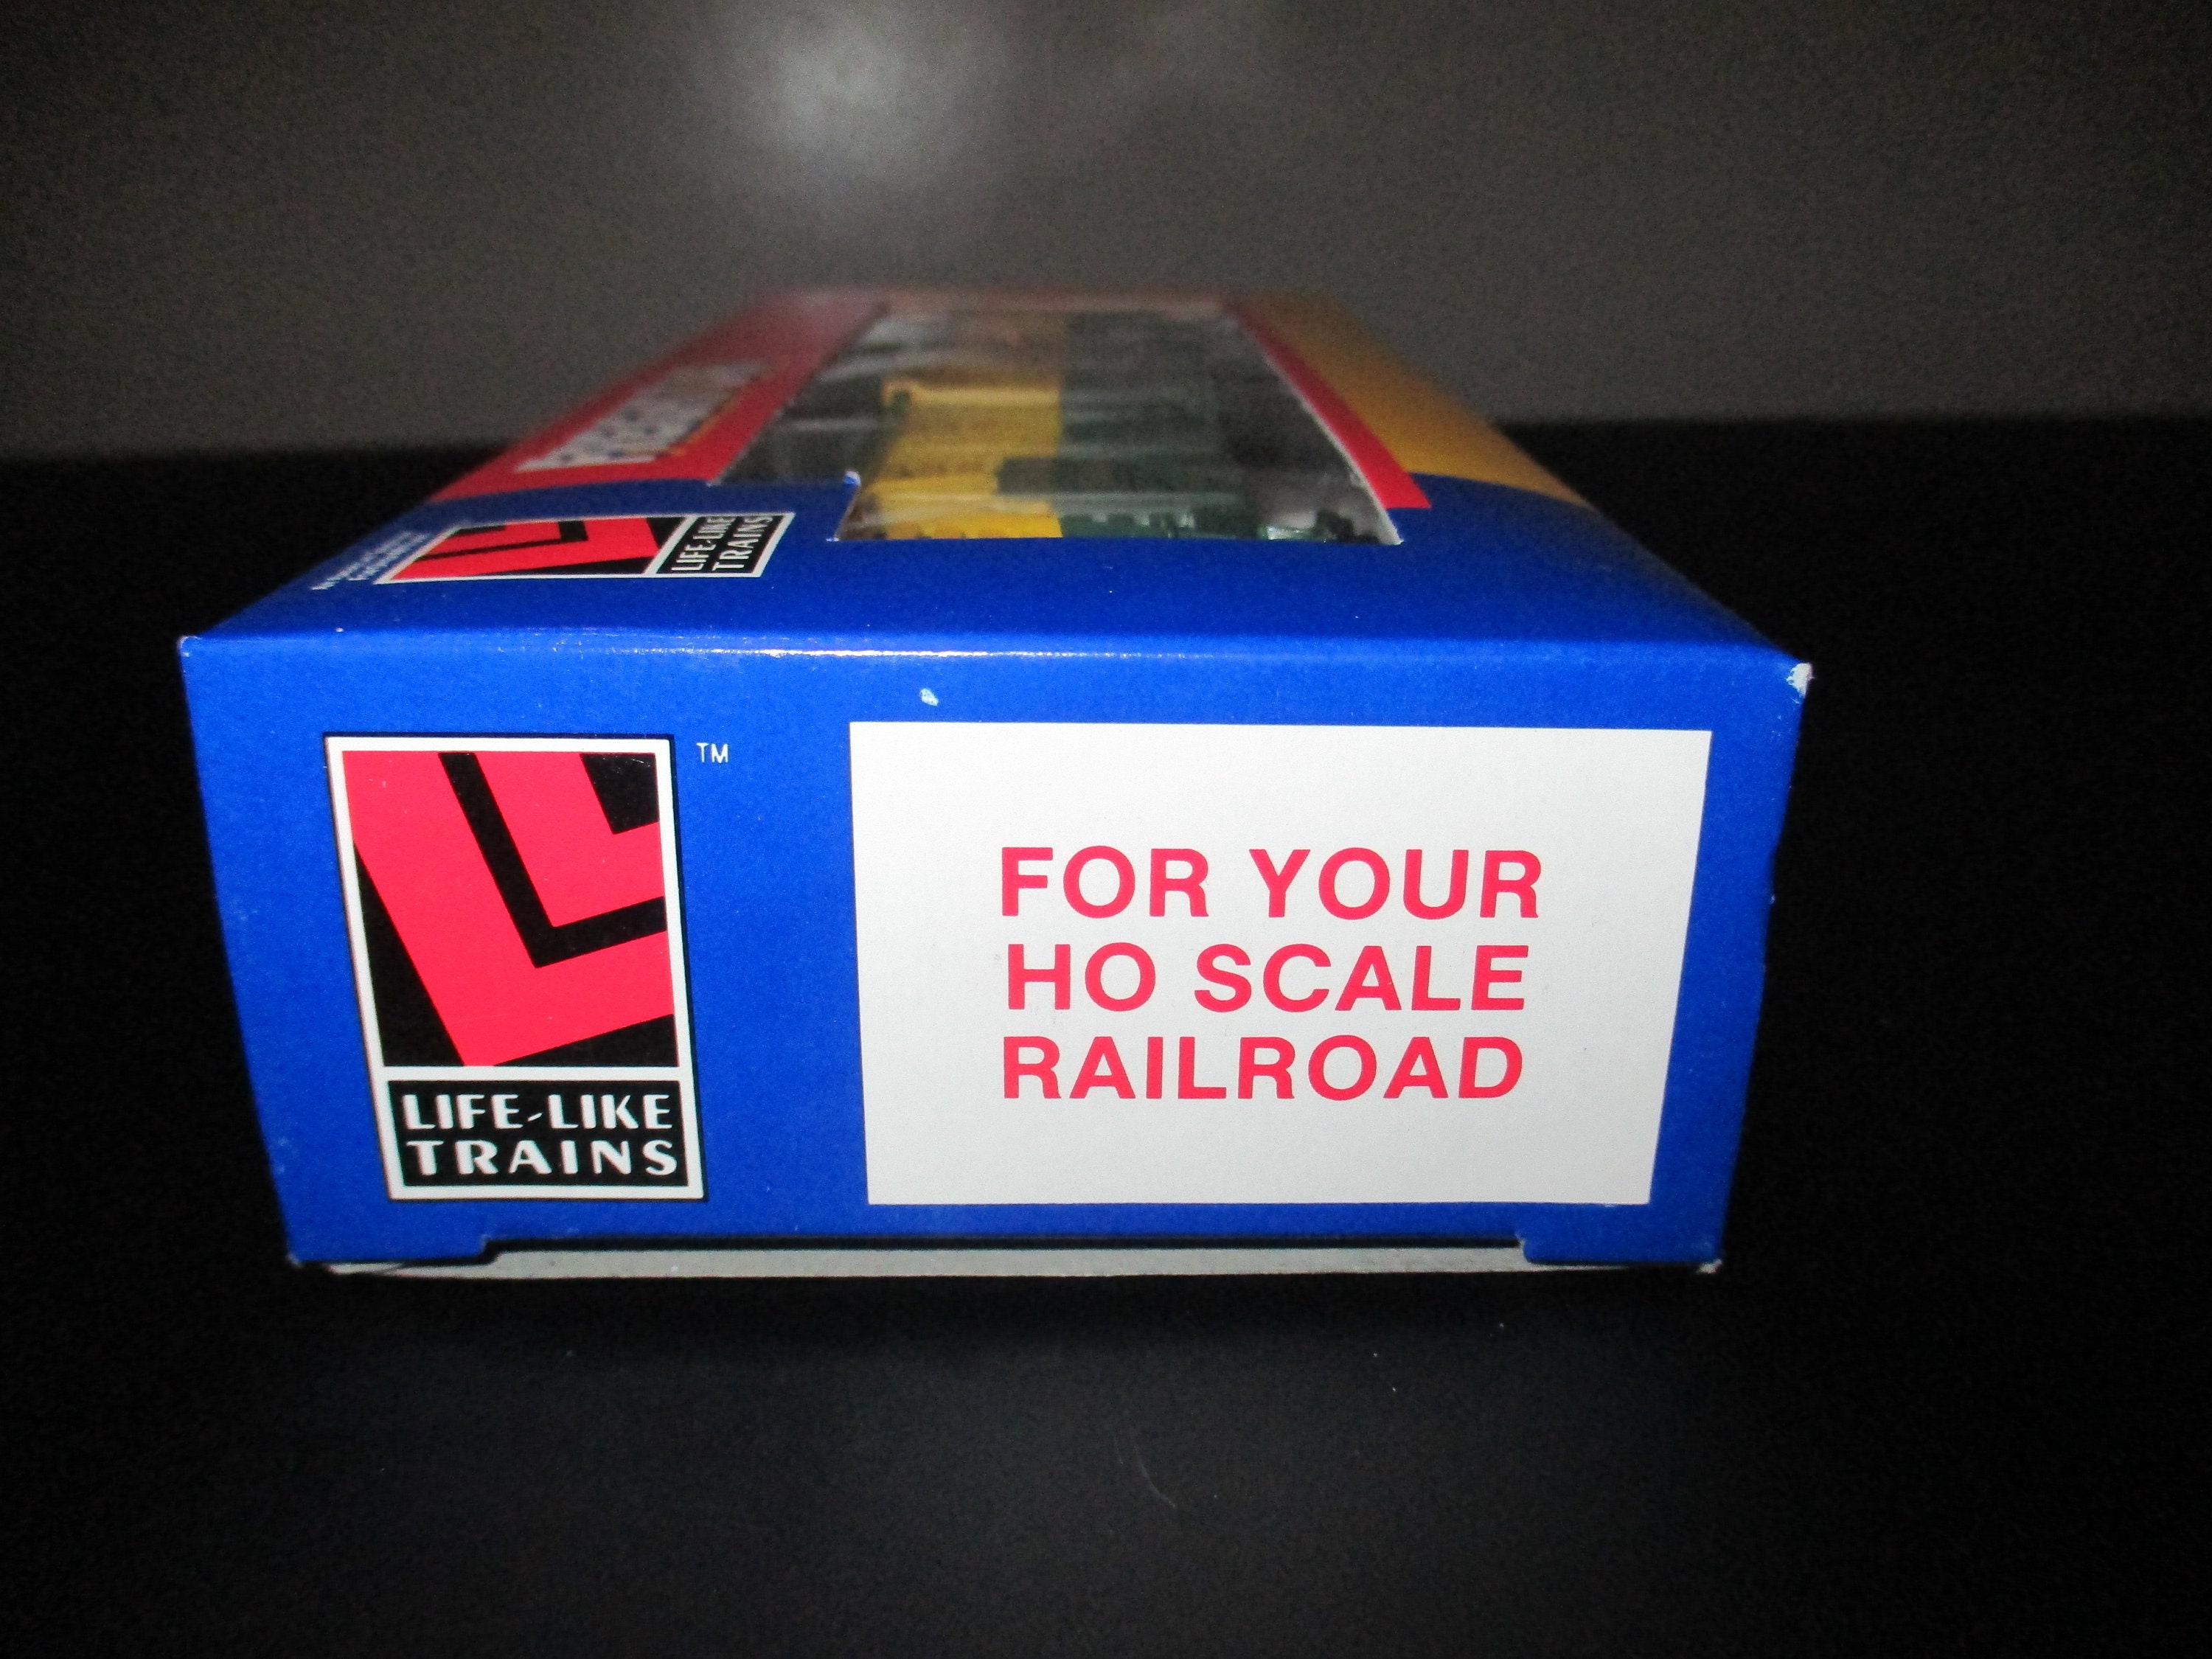 LIFE-LIKE
TRAINS
TM
FOR YOUR
HO SCALE
RAILROAD
LIFE-LIKE
TRAINS